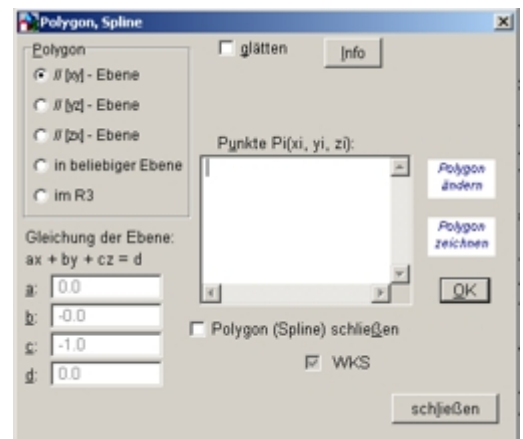 Polygon, Spline
Polygon
// [xy] - Ebene
// [yz] - Ebene
// [zx] - Ebene
in beliebiger Ebene
im R3
glätten
Info
Punkte Pi(xi, yi, zi):
Polygon
ändern
Polygon
zeichnen
Gleichung der Ebene:
ax + by + cz = d
a: 0.0
b: -0.0
c: -1.0
d: 0.0
OK
Polygon (Spline) schließen
WKS
schließen